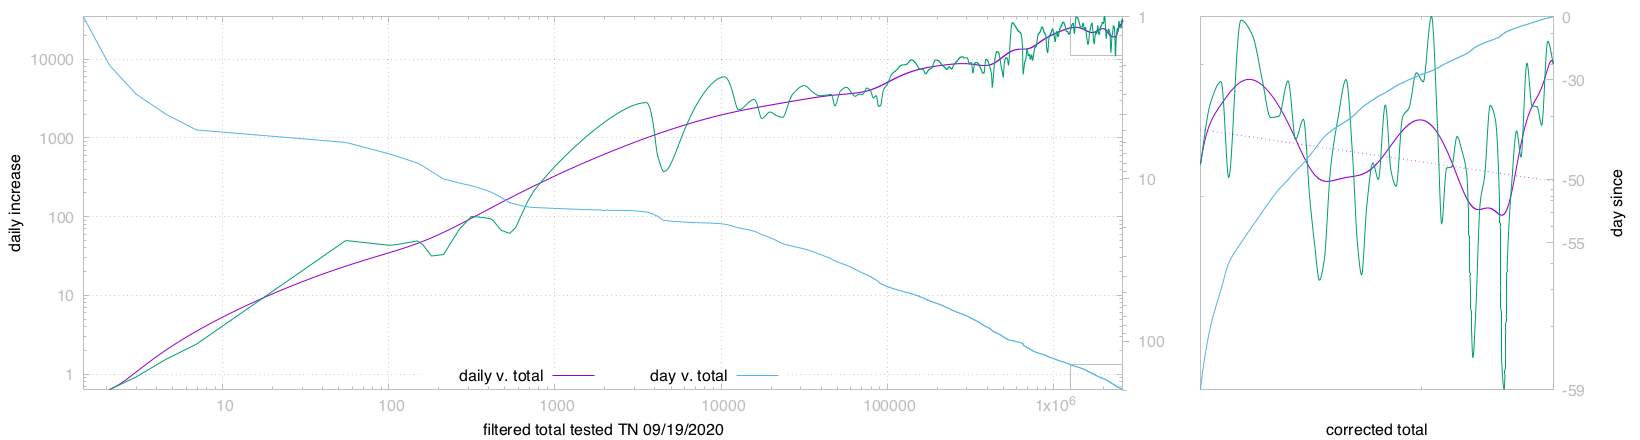 10000
1000
100
10
1
daily increase
10
100
1000
10000
100000
1x10^6
1
10
100
daily v. total
day v. total
filtered total tested TN 09/19/2020
0
-30
-50
-55
-59
day since
corrected total